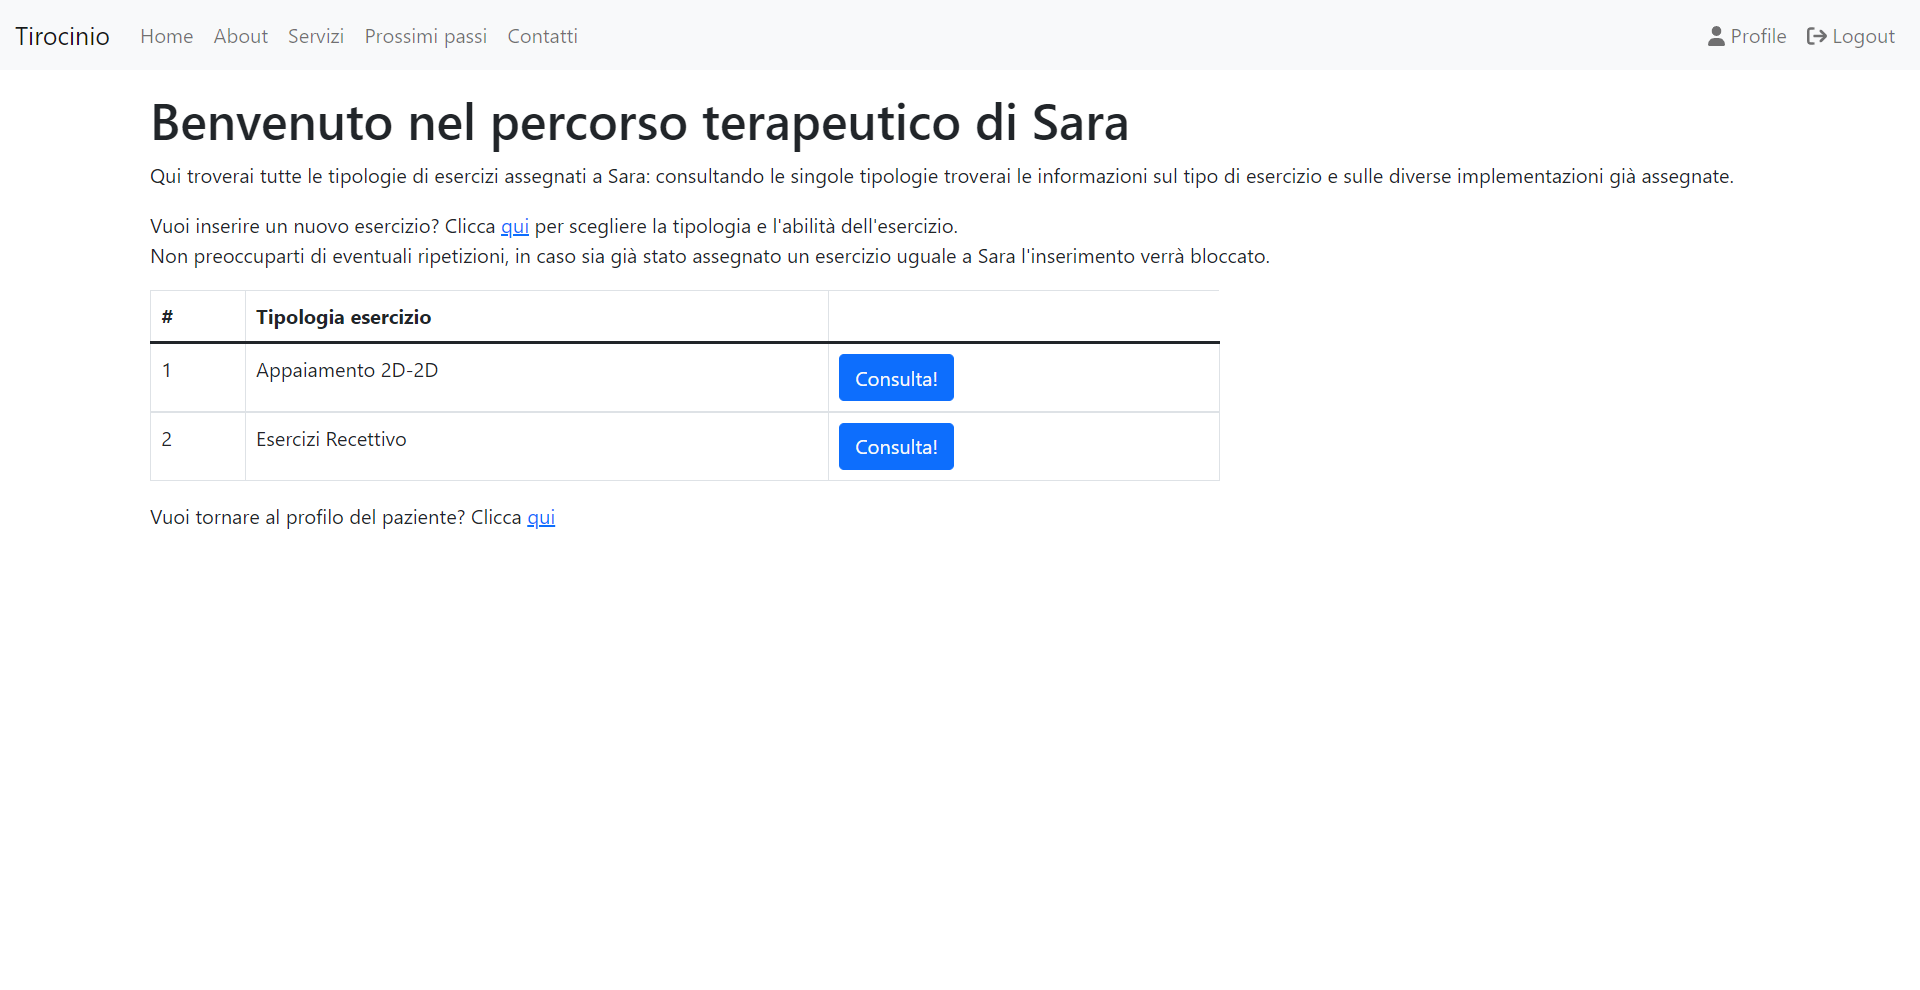 Tirocinio Home About Servizi Prossimi passi Contatti Profile Logout
Benvenuto nel percorso terapeutico di Sara
Qui troverai tutte le tipologie di esercizi assegnati a Sara: consultando le singole tipologie troverai le informazioni sul tipo di esercizio e sulle diverse implementazioni già assegnate.
Vuoi inserire un nuovo esercizio? Clicca qui per scegliere la tipologia e l'abilità dell'esercizio.
Non preoccuparti di eventuali ripetizioni, in caso sia già stato assegnato un esercizio uguale a Sara l'inserimento verrà bloccato.
# Tipologia esercizio
1 Appaiamento 2D-2D Consulta!
2 Esercizi Recettivo Consulta!
Vuoi tornare al profilo del paziente? Clicca qui